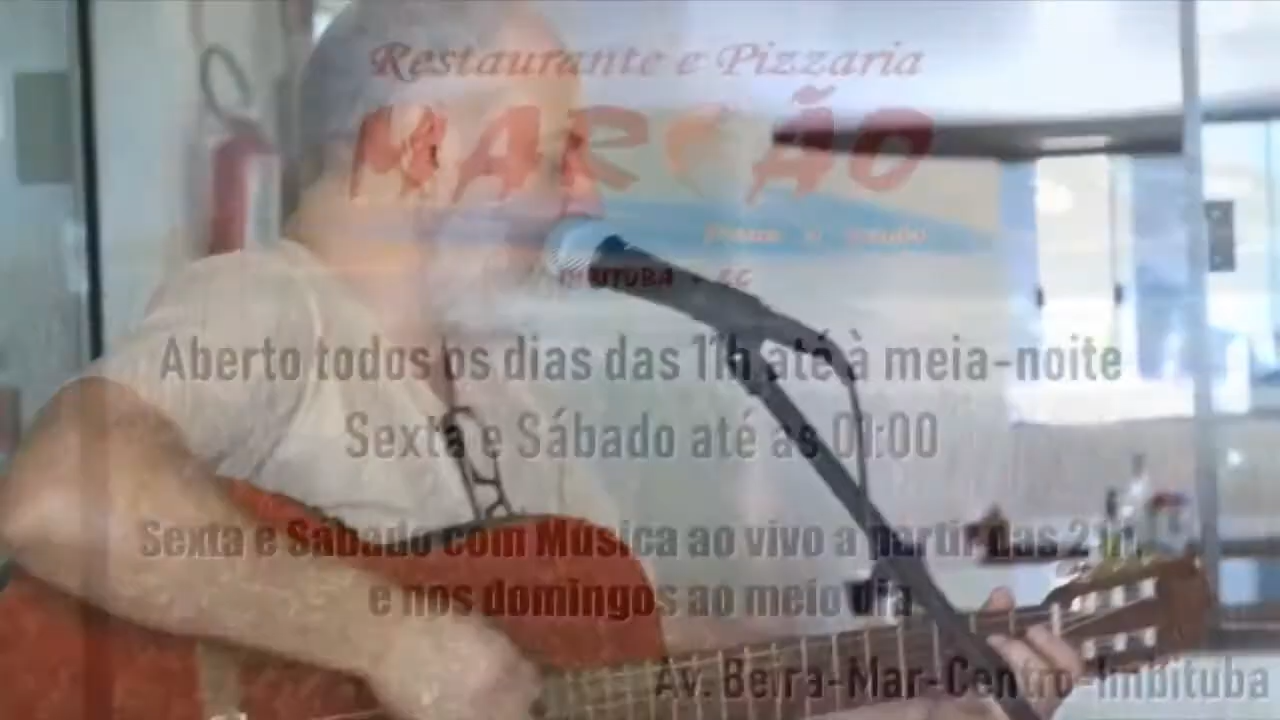 Restaurante e Pizzaria
MARCÃO
IMBITUBA - SC
Aberto todos os dias das 11h até à meia-noite
Sexta e Sábado até às 01:00
Sexta e Sábado com Música ao vivo a partir das 21h.
e nos domingos ao meio dia
Av. Beira-Mar-Centro-Imbituba